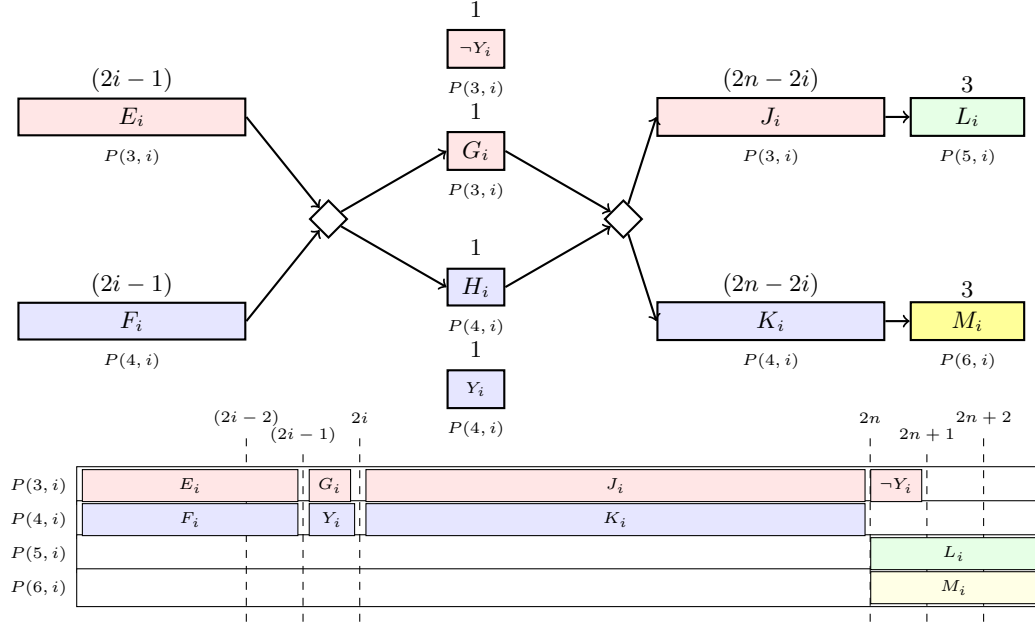 1
¬Y_i
P(3, i)
(2i − 1)
E_i
P(3, i)
1
G_i
P(3, i)
(2n − 2i)
J_i
P(3, i)
3
L_i
P(5, i)
(2i − 1)
F_i
P(4, i)
1
H_i
P(4, i)
(2n − 2i)
K_i
P(4, i)
3
M_i
P(6, i)
1
Y_i
P(4, i)
(2i − 2)
(2i − 1)
2i
2n
2n + 1
2n + 2
P(3, i) E_i G_i J_i ¬Y_i
P(4, i) F_i Y_i K_i
P(5, i) L_i
P(6, i) M_i